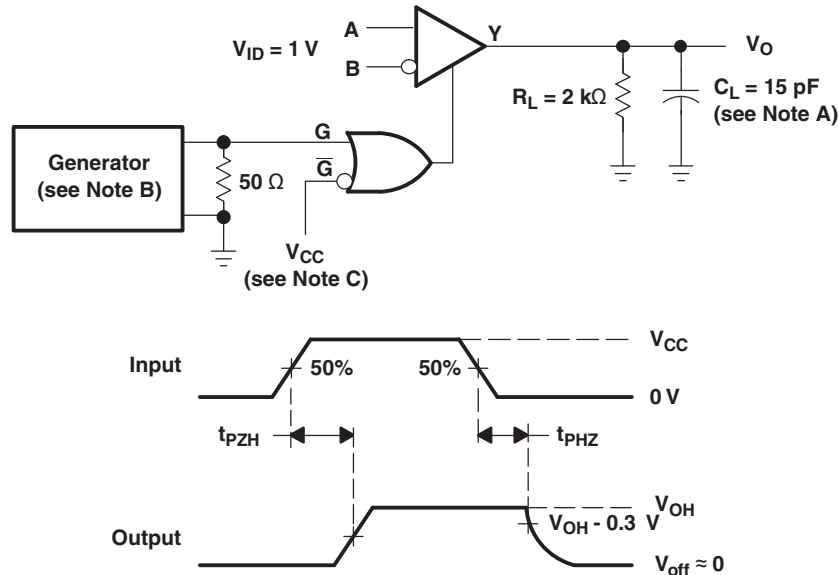 A
Y
V_ID = 1 V
B
V_O
R_L = 2 kΩ
C_L = 15 pF
(see Note A)
Generator
(see Note B)
50 Ω
G
G̅
V_CC
(see Note C)
Input
50%
50%
V_CC
0 V
t_PZH
t_PHZ
Output
V_OH
V_OH - 0.3 V
V_off ≈ 0